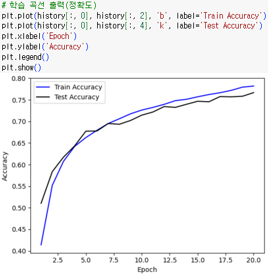 # 학습 곡선 출력(정확도)
plt.plot(history[:, 0], history[:, 2], 'b', label='Train Accuracy')
plt.plot(history[:, 0], history[:, 4], 'k', label='Test Accuracy')
plt.xlabel('Epoch')
plt.ylabel('Accuracy')
plt.legend()
plt.show()
0.80
Train Accuracy
Test Accuracy
0.75
0.70
0.65
0.60
Accuracy
0.55
0.50
0.45
0.40
2.5 5.0 7.5 10.0 12.5 15.0 17.5 20.0
Epoch